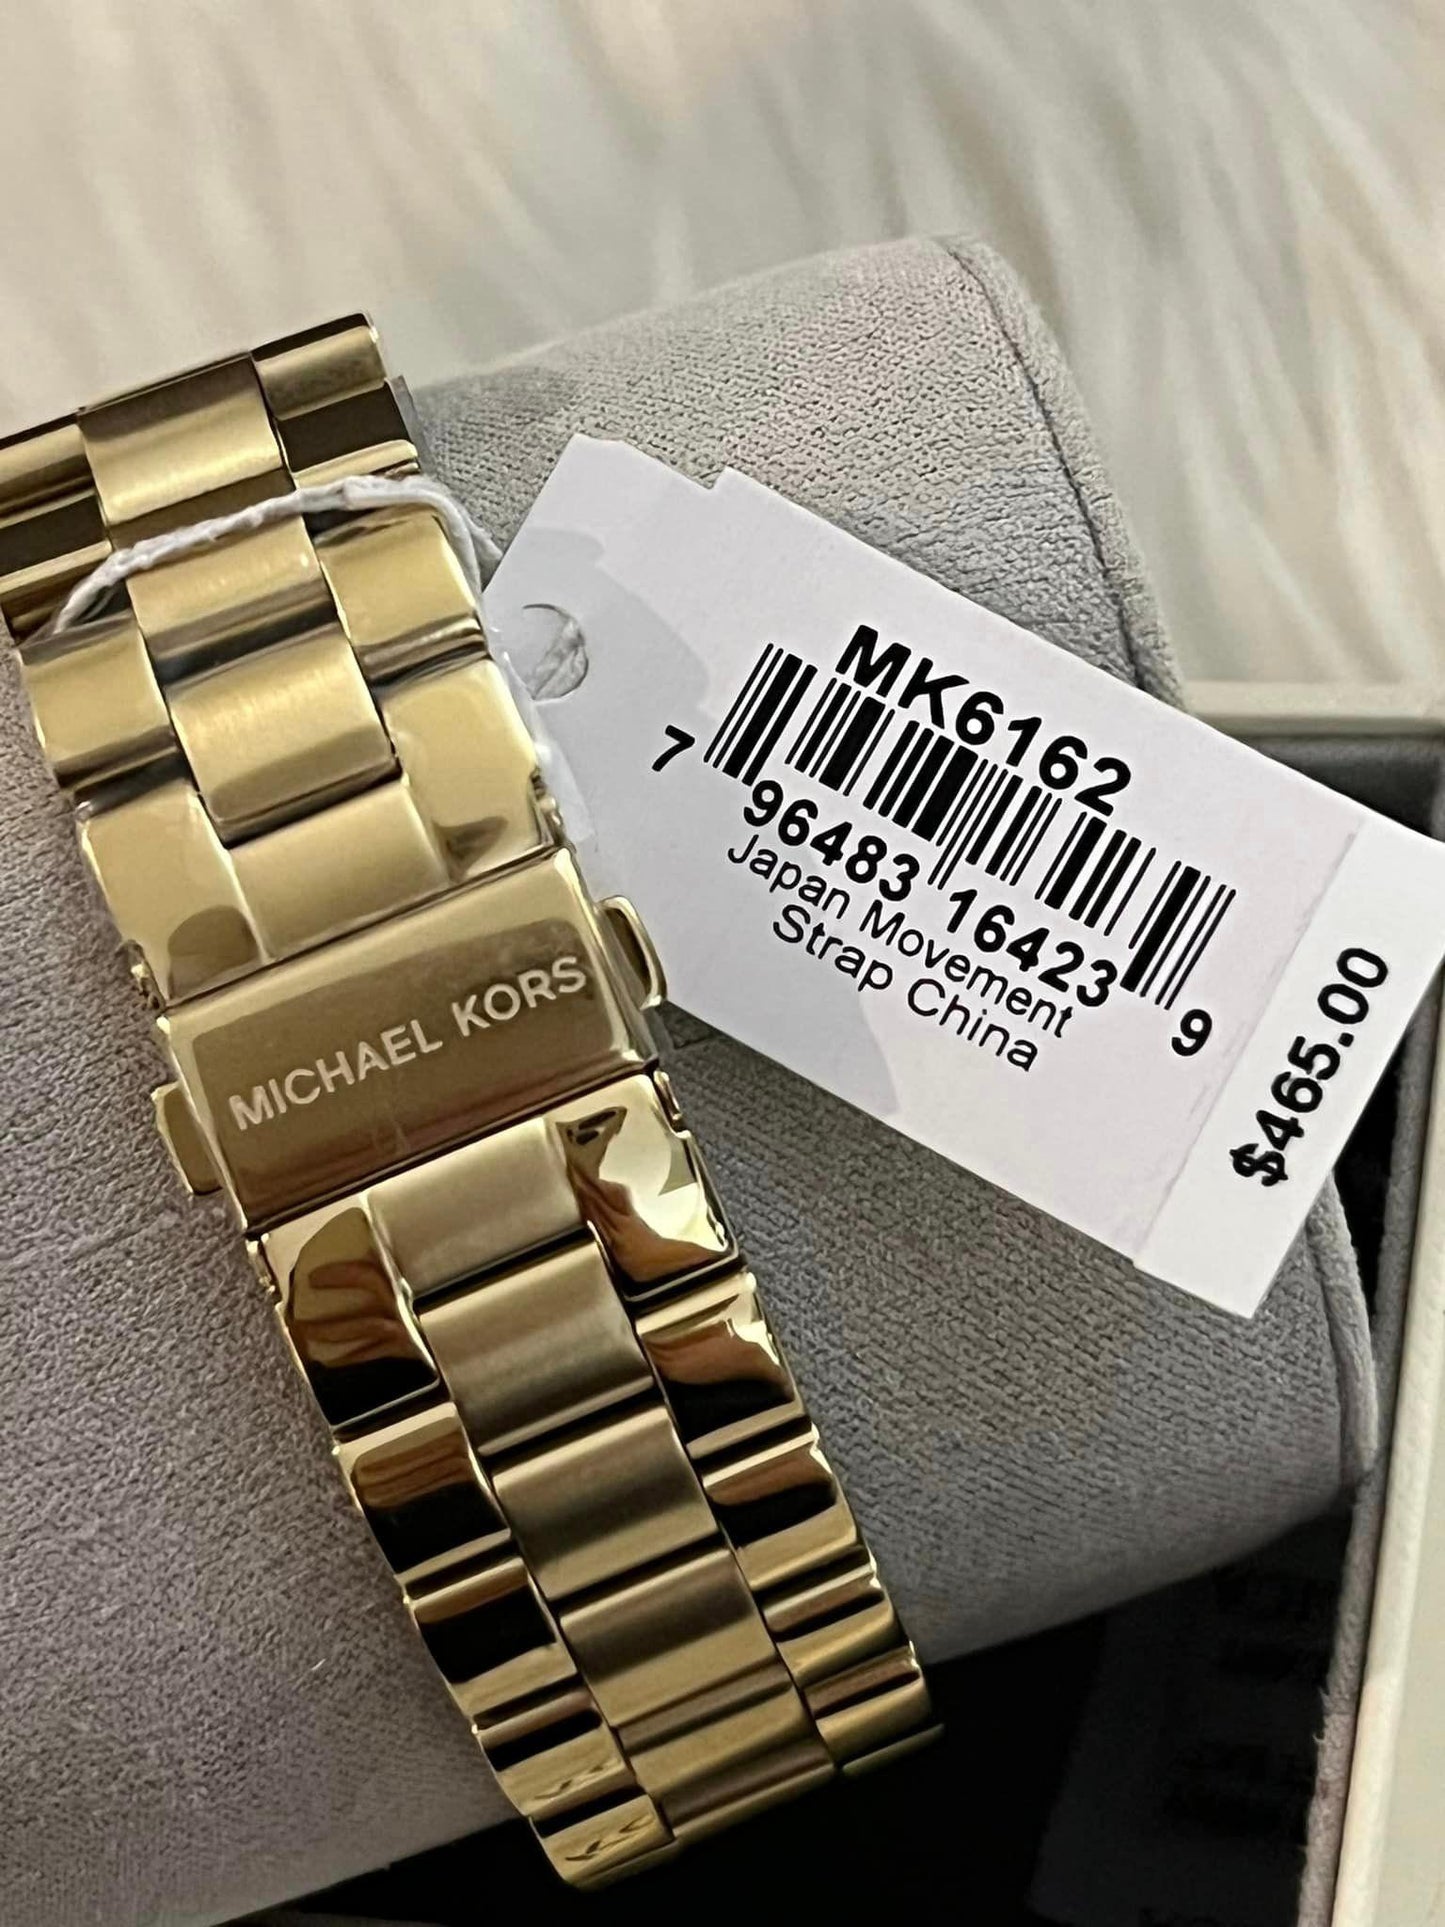 MK6162
7 96483 16423 9
Japan Movement
Strap China
$465.00
MICHAEL KORS